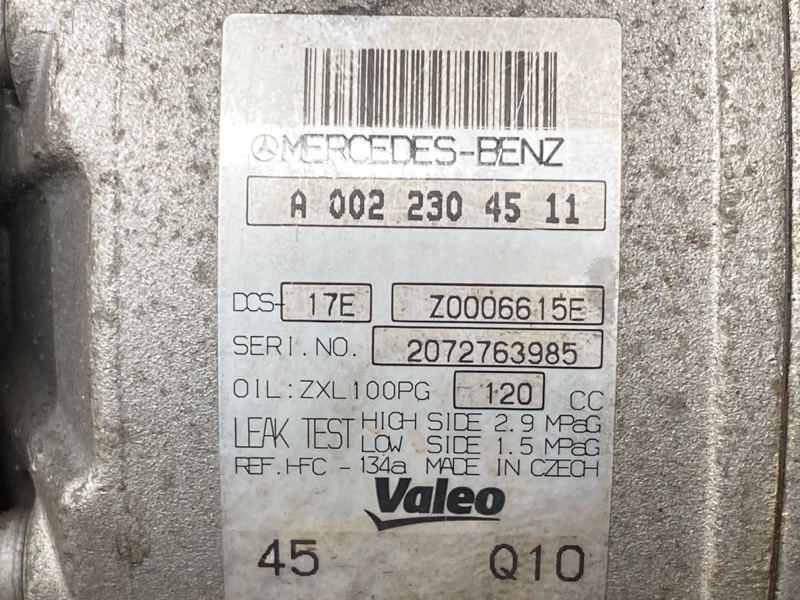 MERCEDES-BENZ
A 002 230 45 11
DCS- 17E Z0006615E
SERI.NO. 2072763985
OIL:ZXL100PG 120 CC
LEAK TEST HIGH SIDE 2.9 MPaG
LOW SIDE 1.5 MPaG
REF.HFC - 134a MADE IN CZECH
Valeo
45 Q10